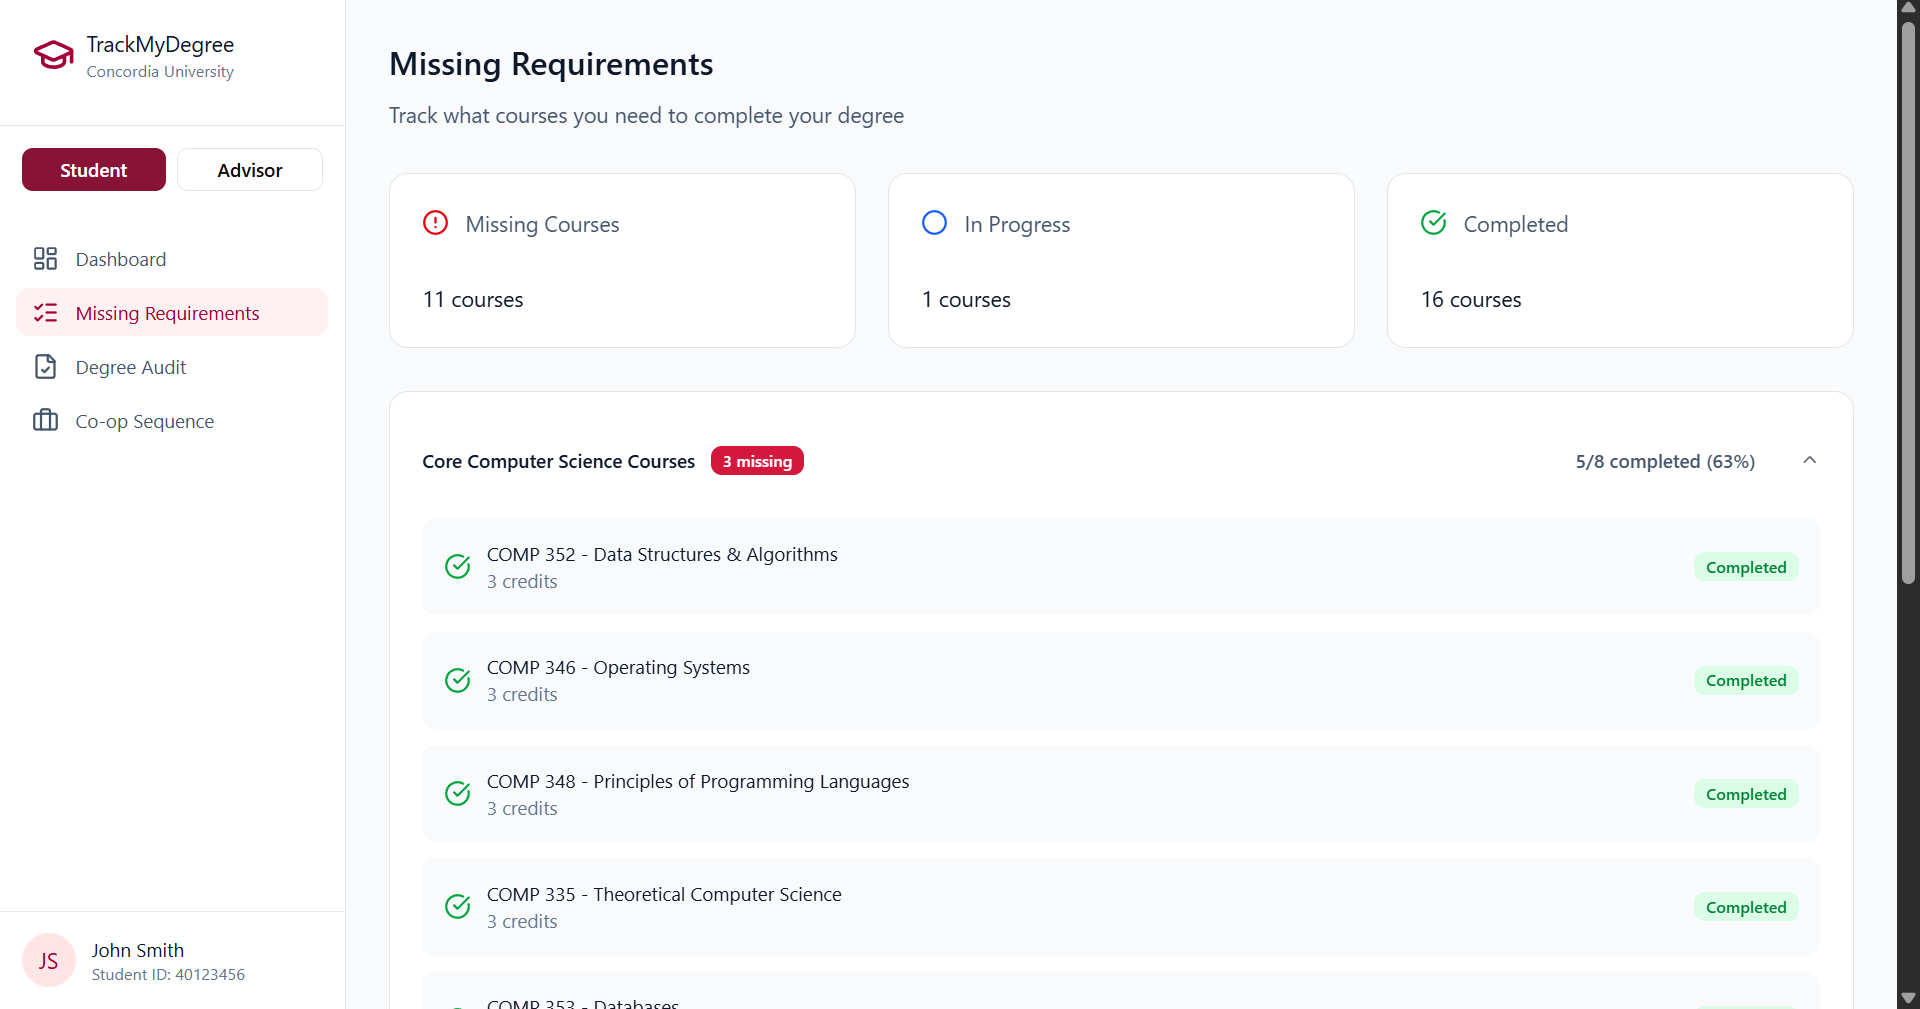 TrackMyDegree
Concordia University
Student
Advisor
Dashboard
Missing Requirements
Degree Audit
Co-op Sequence
JS
John Smith
Student ID: 40123456
Missing Requirements
Track what courses you need to complete your degree
Missing Courses
11 courses
In Progress
1 courses
Completed
16 courses
Core Computer Science Courses
3 missing
5/8 completed (63%)
COMP 352 - Data Structures & Algorithms
3 credits
Completed
COMP 346 - Operating Systems
3 credits
Completed
COMP 348 - Principles of Programming Languages
3 credits
Completed
COMP 335 - Theoretical Computer Science
3 credits
Completed
COMP 353 - Databases